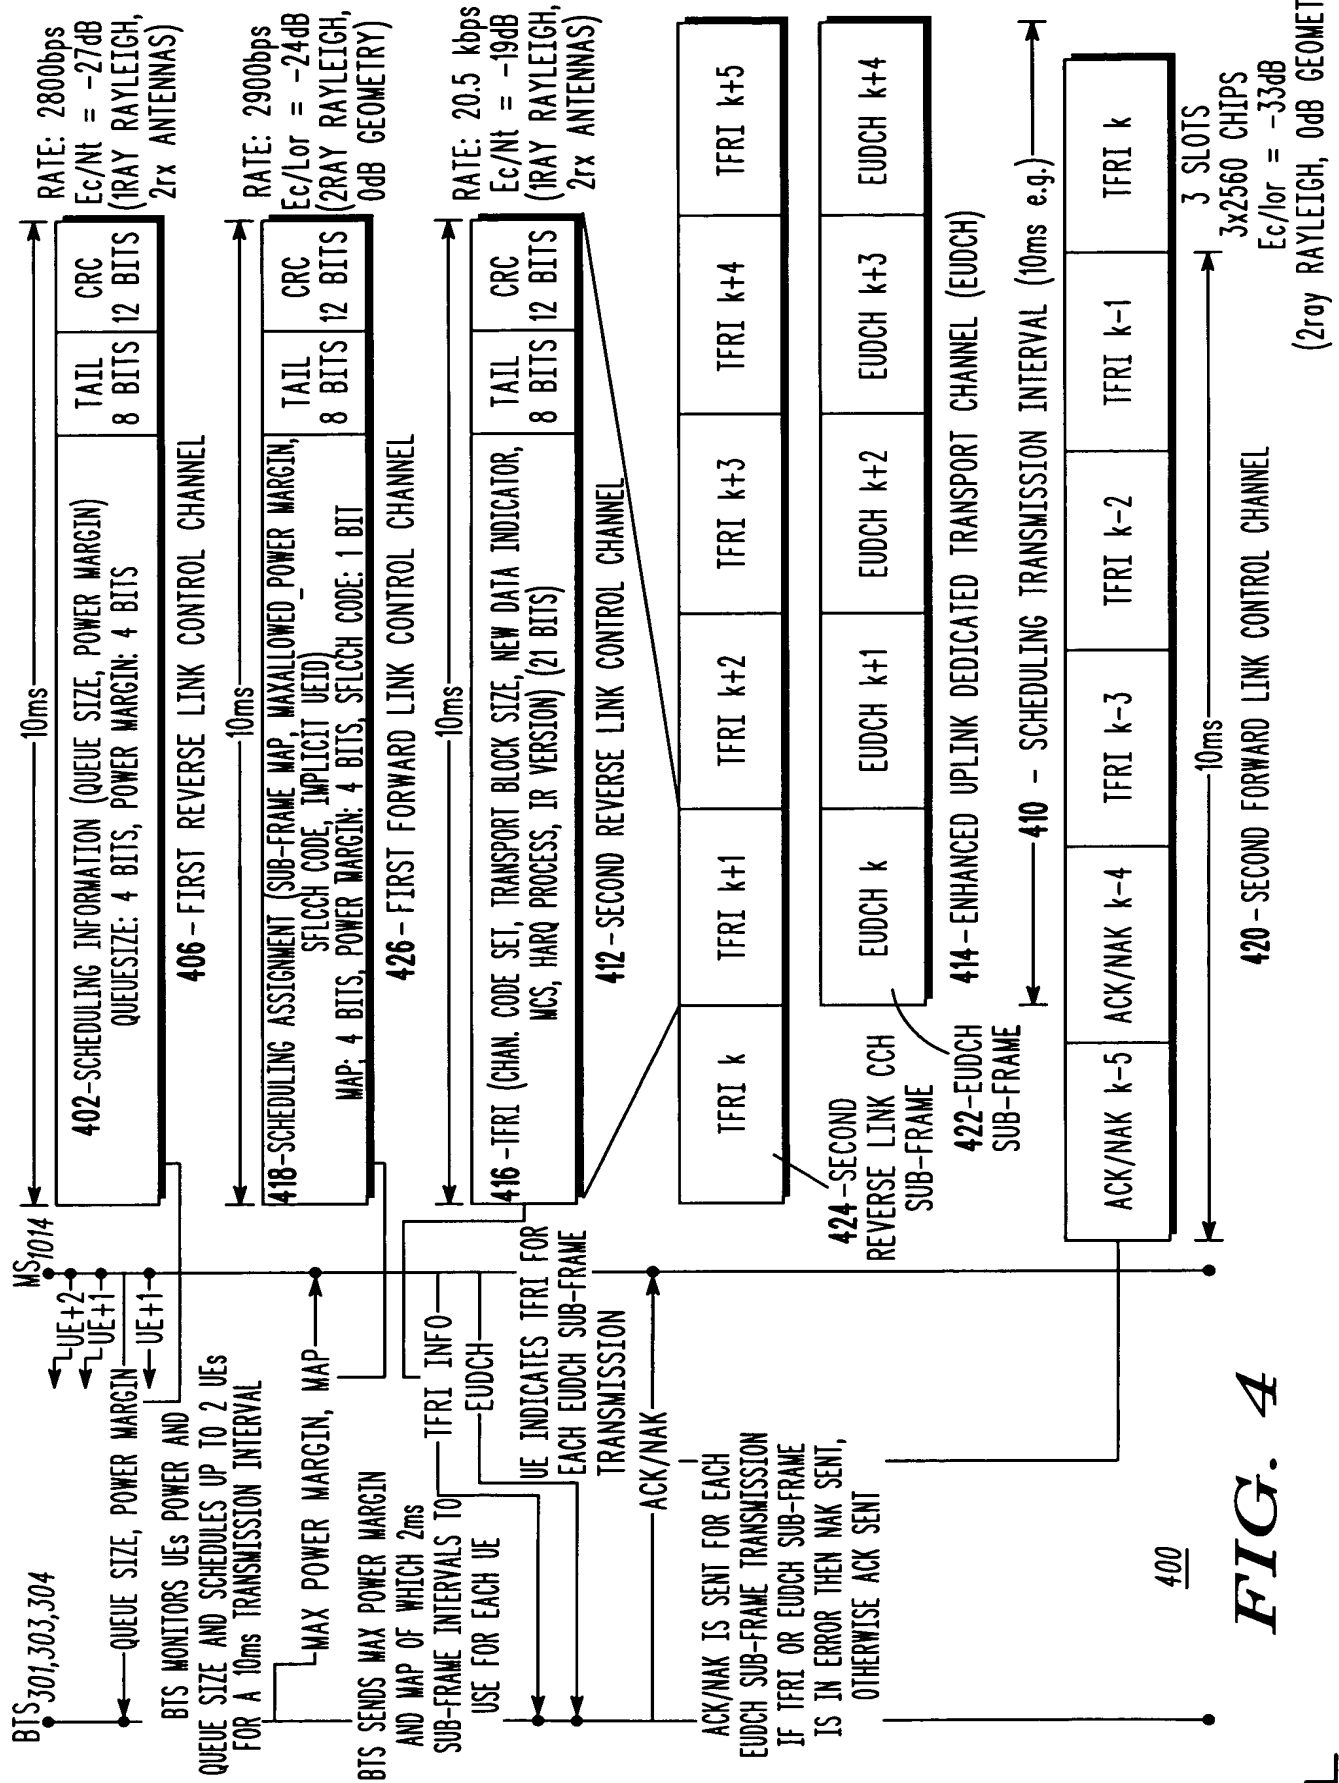 BTS 301,303,304
MS 1014
UE+2
UE+1
UE+1
QUEUE SIZE, POWER MARGIN
BTS MONITORS UEs POWER AND
QUEUE SIZE AND SCHEDULES UP TO 2 UEs
FOR A 10ms TRANSMISSION INTERVAL
MAX POWER MARGIN, MAP
BTS SENDS MAX POWER MARGIN
AND MAP OF WHICH 2ms
SUB-FRAME INTERVALS TO
USE FOR EACH UE
TFRI INFO
EUDCH
UE INDICATES TFRI FOR
EACH EUDCH SUB-FRAME
TRANSMISSION
ACK/NAK
ACK/NAK IS SENT FOR EACH
EUDCH SUB-FRAME TRANSMISSION
IF TFRI OR EUDCH SUB-FRAME
IS IN ERROR THEN NAK SENT,
OTHERWISE ACK SENT
10ms
402-SCHEDULING INFORMATION (QUEUE SIZE, POWER MARGIN)
QUEUESIZE: 4 BITS, POWER MARGIN: 4 BITS
TAIL
8 BITS
CRC
12 BITS
RATE: 2800bps
Ec/Nt = -27dB
(1RAY RAYLEIGH,
2rx ANTENNAS)
406-FIRST REVERSE LINK CONTROL CHANNEL
10ms
418-SCHEDULING ASSIGNMENT (SUB-FRAME MAP, MAXALLOWED_POWER MARGIN,
SFLCCH CODE, IMPLICIT UEID)
MAP: 4 BITS, POWER MARGIN: 4 BITS, SFLCCH CODE: 1 BIT
TAIL
8 BITS
CRC
12 BITS
RATE: 2900bps
Ec/Lor = -24dB
(2RAY RAYLEIGH,
0dB GEOMETRY)
426-FIRST FORWARD LINK CONTROL CHANNEL
10ms
416-TFRI (CHAN. CODE SET, TRANSPORT BLOCK SIZE, NEW DATA INDICATOR,
MCS, HARQ PROCESS, IR VERSION) (21 BITS)
TAIL
8 BITS
CRC
12 BITS
RATE: 20.5 kbps
Ec/Nt = -19dB
(1RAY RAYLEIGH,
2rx ANTENNAS)
412-SECOND REVERSE LINK CONTROL CHANNEL
TFRI k
TFRI k+1
TFRI k+2
TFRI k+3
TFRI k+4
TFRI k+5
424-SECOND
REVERSE LINK CCH
SUB-FRAME
EUDCH k
EUDCH k+1
EUDCH k+2
EUDCH k+3
EUDCH k+4
422-EUDCH
SUB-FRAME
414-ENHANCED UPLINK DEDICATED TRANSPORT CHANNEL (EUDCH)
410 - SCHEDULING TRANSMISSION INTERVAL (10ms e.g.)
ACK/NAK k-5
ACK/NAK k-4
TFRI k-3
TFRI k-2
TFRI k-1
TFRI k
10ms
3 SLOTS
3x2560 CHIPS
Ec/lor = -33dB
(2ray RAYLEIGH, 0dB GEOMET
420-SECOND FORWARD LINK CONTROL CHANNEL
400
FIG. 4